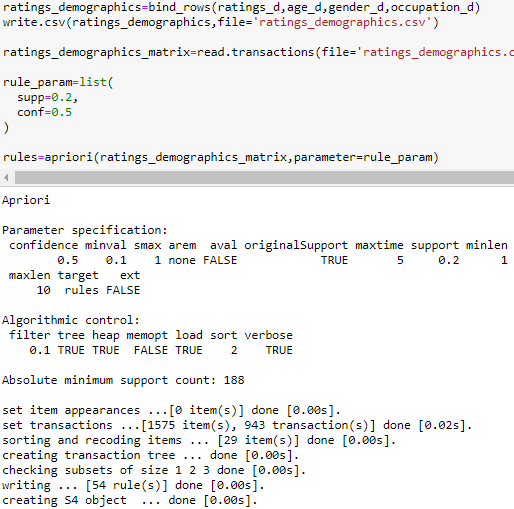 ratings_demographics=bind_rows(ratings_d,age_d,gender_d,occupation_d)
write.csv(ratings_demographics,file='ratings_demographics.csv')
ratings_demographics_matrix=read.transactions(file='ratings_demographics.c
rule_param=list(
supp=0.2,
conf=0.5
)
rules=apriori(ratings_demographics_matrix,parameter=rule_param)
Apriori
Parameter specification:
confidence minval smax arem aval originalSupport maxtime support minlen
0.5 0.1 1 none FALSE TRUE 5 0.2 1
maxlen target ext
10 rules FALSE
Algorithmic control:
filter tree heap memopt load sort verbose
0.1 TRUE TRUE FALSE TRUE 2 TRUE
Absolute minimum support count: 188
set item appearances ...[0 item(s)] done [0.00s].
set transactions ...[1575 item(s), 943 transaction(s)] done [0.02s].
sorting and recoding items ... [29 item(s)] done [0.00s].
creating transaction tree ... done [0.00s].
checking subsets of size 1 2 3 done [0.00s].
writing ... [54 rule(s)] done [0.00s].
creating S4 object ... done [0.00s].